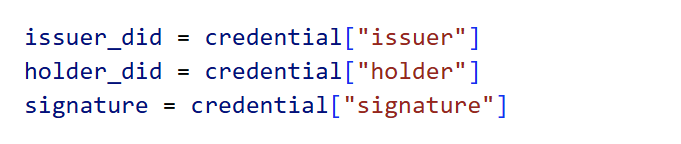 issuer_did = credential["issuer"]
holder_did = credential["holder"]
signature = credential["signature"]